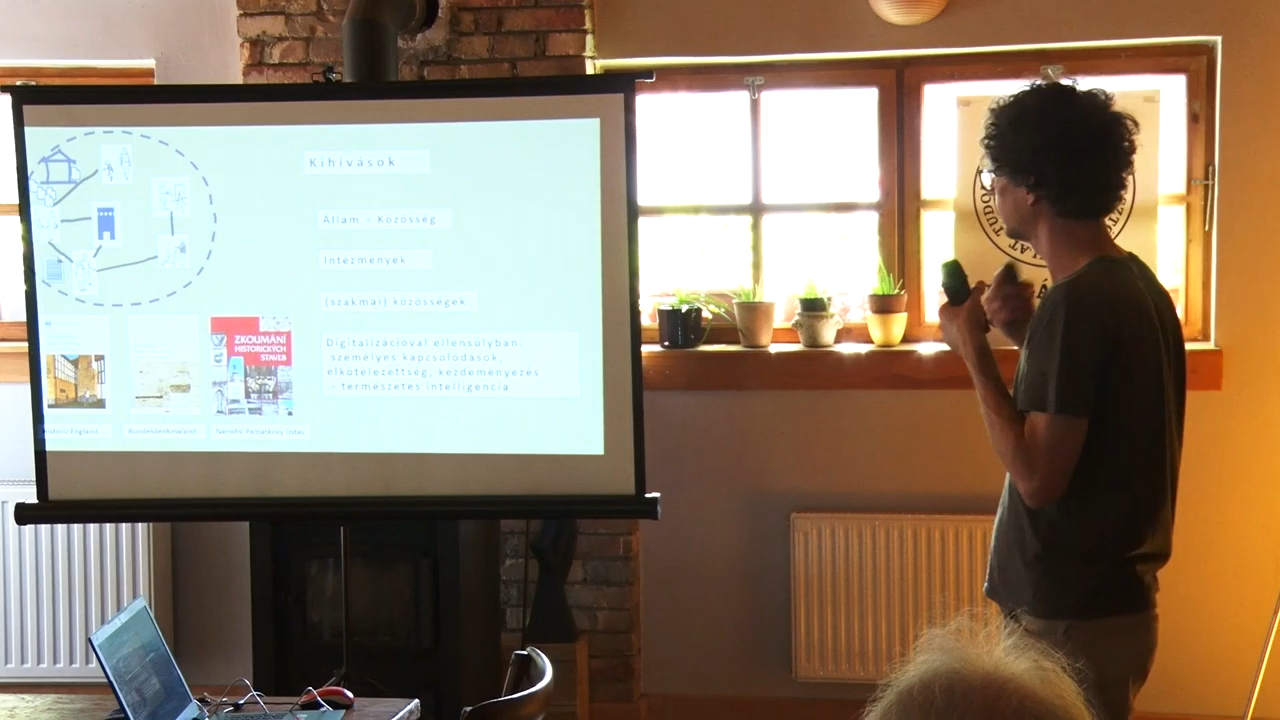 Kihívások
Állam - Közösség
Intézmények
(szakmai) közösségek
Digitalizációval ellensúlyban:
személyes kapcsolódások,
elkötelezettség, kezdeményezés
- természetes intelligencia
ZKOUMÁNÍ
HISTORICKÝCH
STAVEB
Historic England
Bundesdenkmalamt
Národní Památkový Ústav